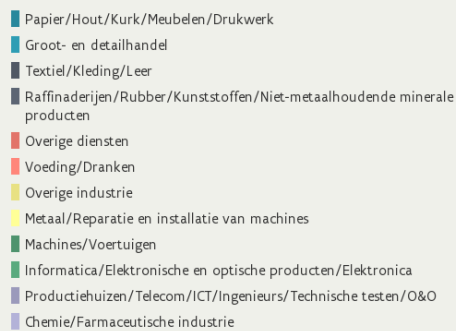 Papier/Hout/Kurk/Meubelen/Drukwerk
Groot- en detailhandel
Textiel/Kleding/Leer
Raffinaderijen/Rubber/Kunststoffen/Niet-metaalhoudende minerale
producten
Overige diensten
Voeding/Dranken
Overige industrie
Metaal/Reparatie en installatie van machines
Machines/Voertuigen
Informatica/Elektronische en optische producten/Elektronica
Productiehuizen/Telecom/ICT/Ingenieurs/Technische testen/O&O
Chemie/Farmaceutische industrie